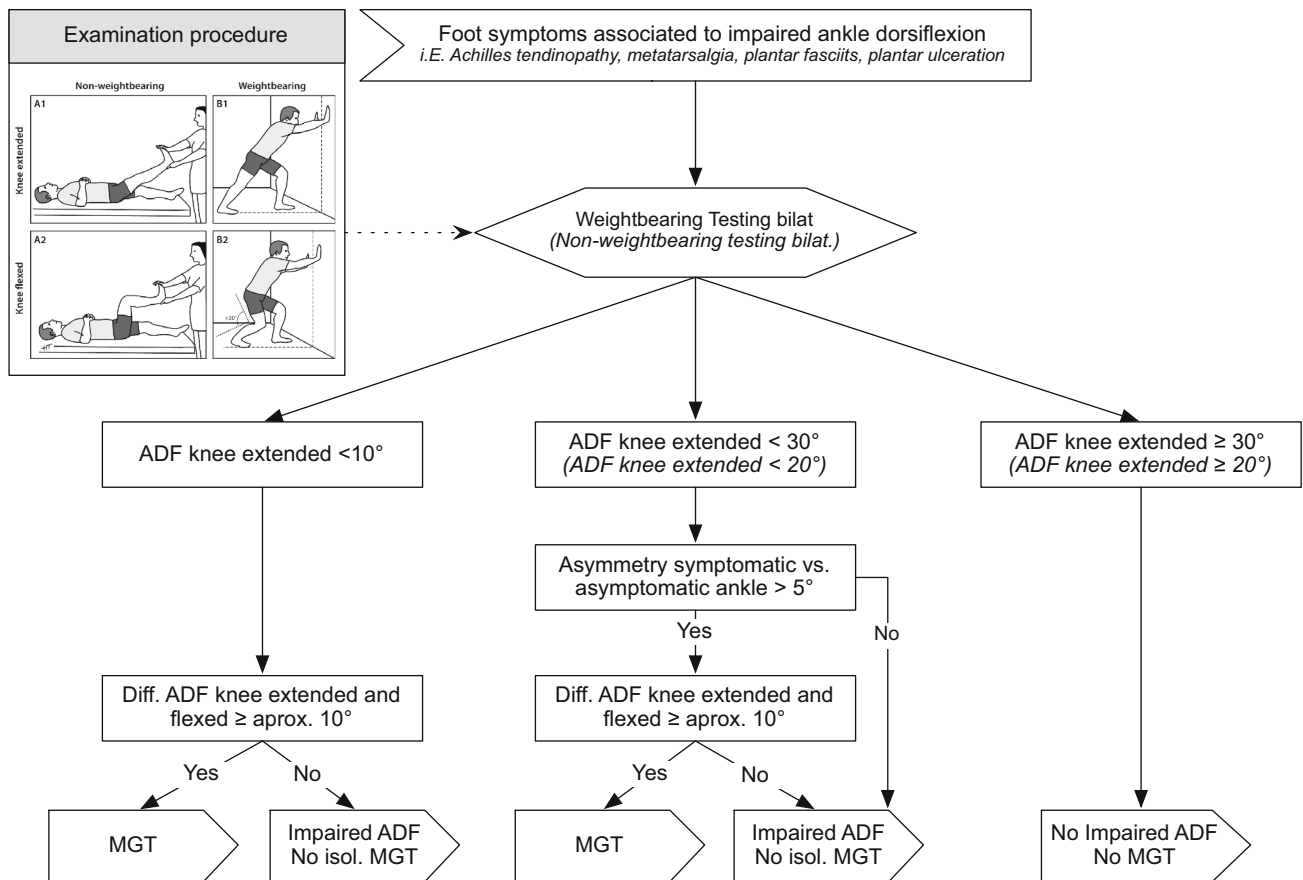 Examination procedure
Non-weightbearing
Weightbearing
Knee extended
A1
B1
Knee flexed
A2
B2
≥20°
HT
Foot symptoms associated to impaired ankle dorsiflexion
i.E. Achilles tendinopathy, metatarsalgia, plantar fasciits, plantar ulceration
Weightbearing Testing bilat
(Non-weightbearing testing bilat.)
ADF knee extended <10°
ADF knee extended < 30°
(ADF knee extended < 20°)
ADF knee extended ≥ 30°
(ADF knee extended ≥ 20°)
Asymmetry symptomatic vs.
asymptomatic ankle > 5°
Yes
No
Diff. ADF knee extended and
flexed ≥ aprox. 10°
Diff. ADF knee extended and
flexed ≥ aprox. 10°
Yes
No
Yes
No
MGT
Impaired ADF
No isol. MGT
MGT
Impaired ADF
No isol. MGT
No Impaired ADF
No MGT